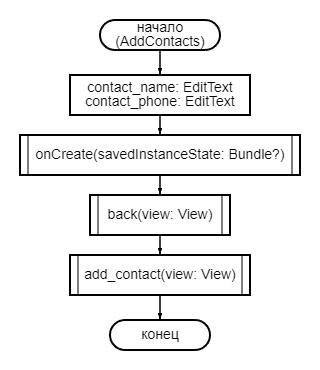 начало
(AddContacts)
contact_name: EditText
contact_phone: EditText
onCreate(savedInstanceState: Bundle?)
back(view: View)
add_contact(view: View)
конец